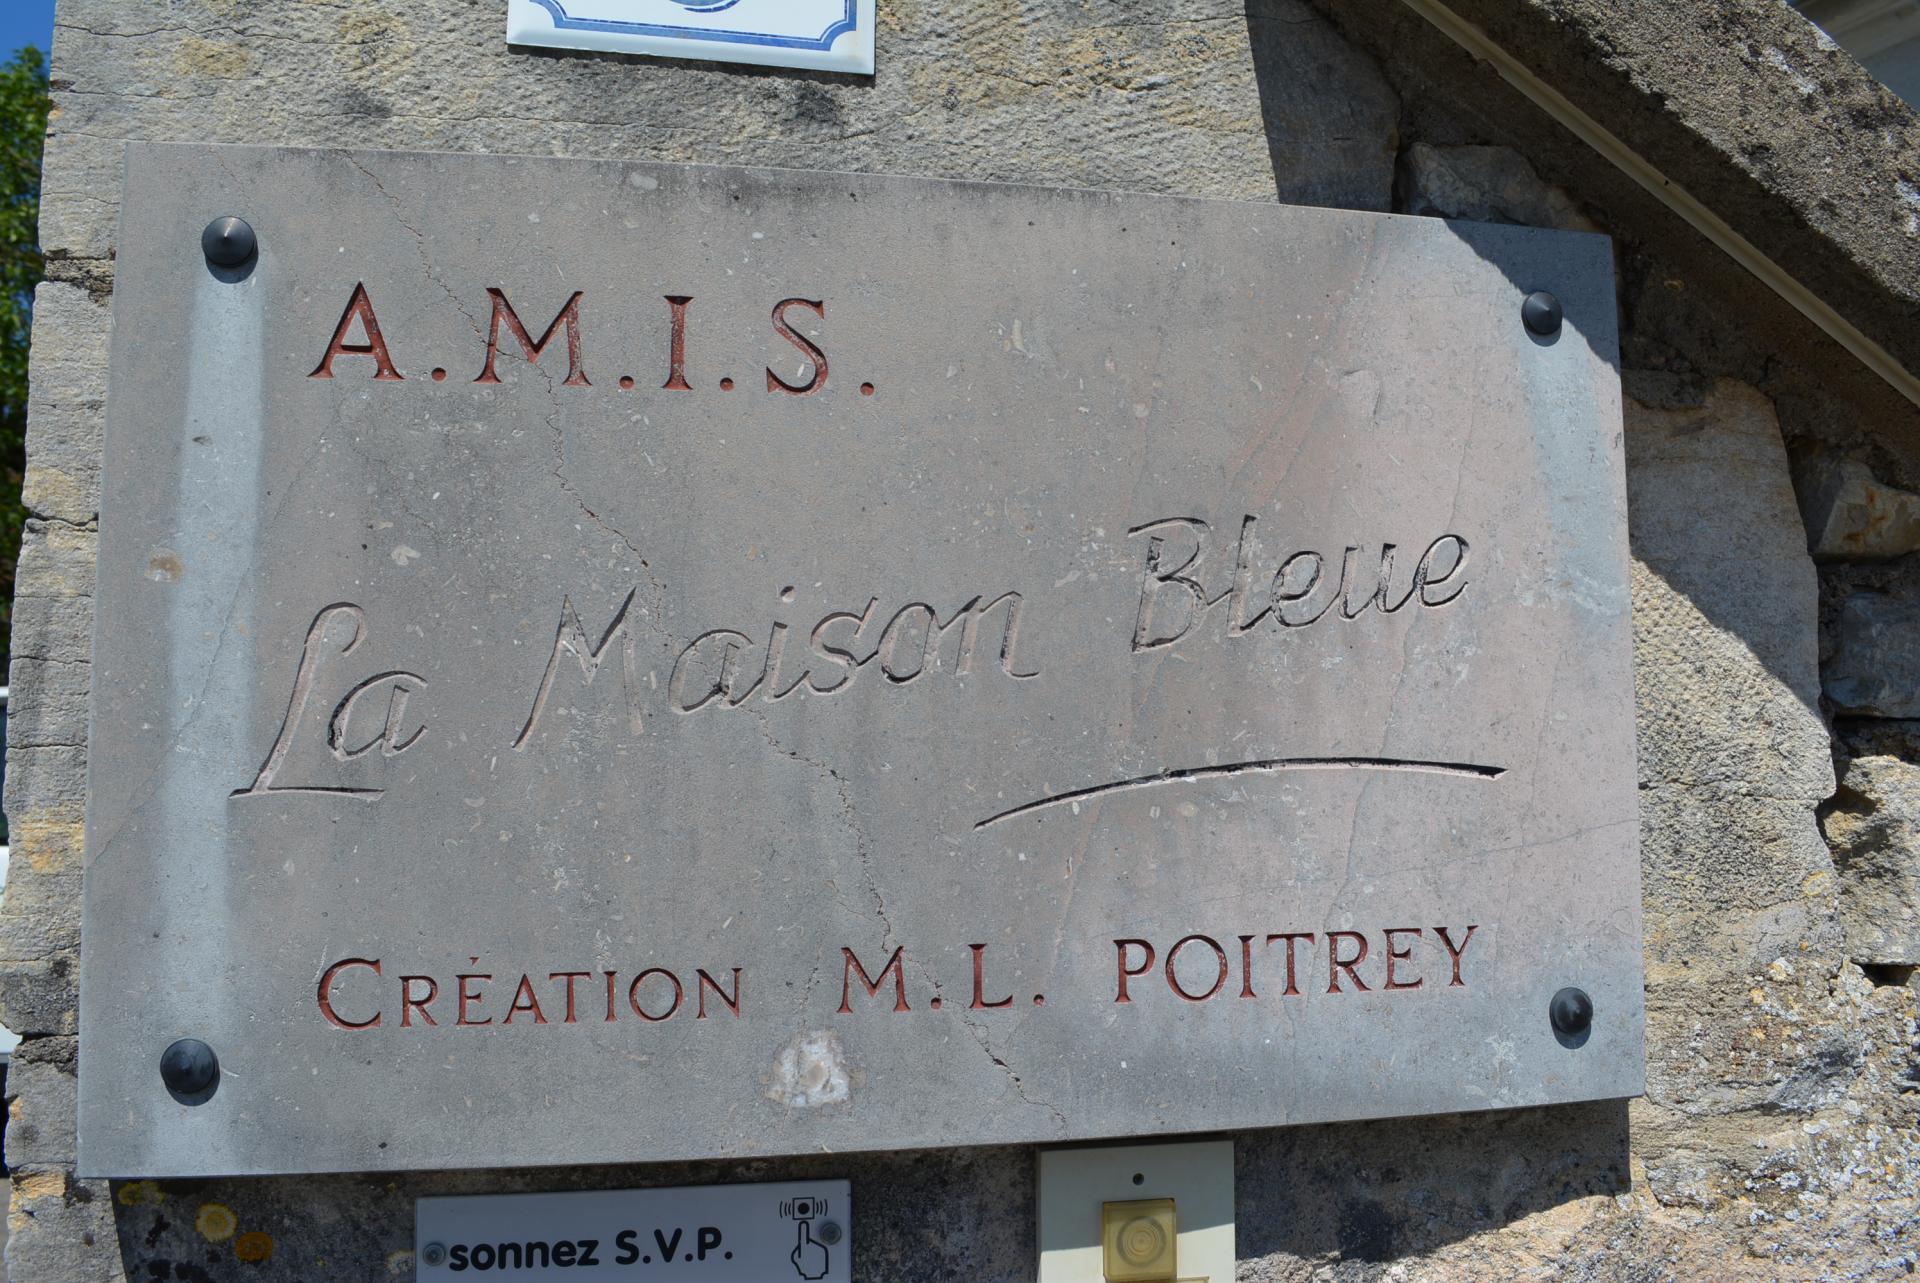 A.M.I.S.
La Maison Bleue
CRÉATION M.L. POITREY
sonnez S.V.P.